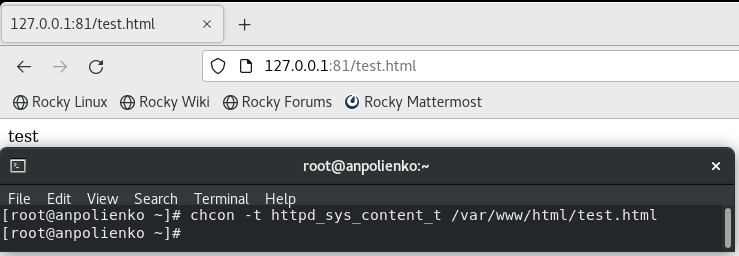 127.0.0.1:81/test.html
127.0.0.1:81/test.html
Rocky Linux Rocky Wiki Rocky Forums Rocky Mattermost
test
root@anpolienko:~
File Edit View Search Terminal Help
[root@anpolienko ~]# chcon -t httpd_sys_content_t /var/www/html/test.html
[root@anpolienko ~]#